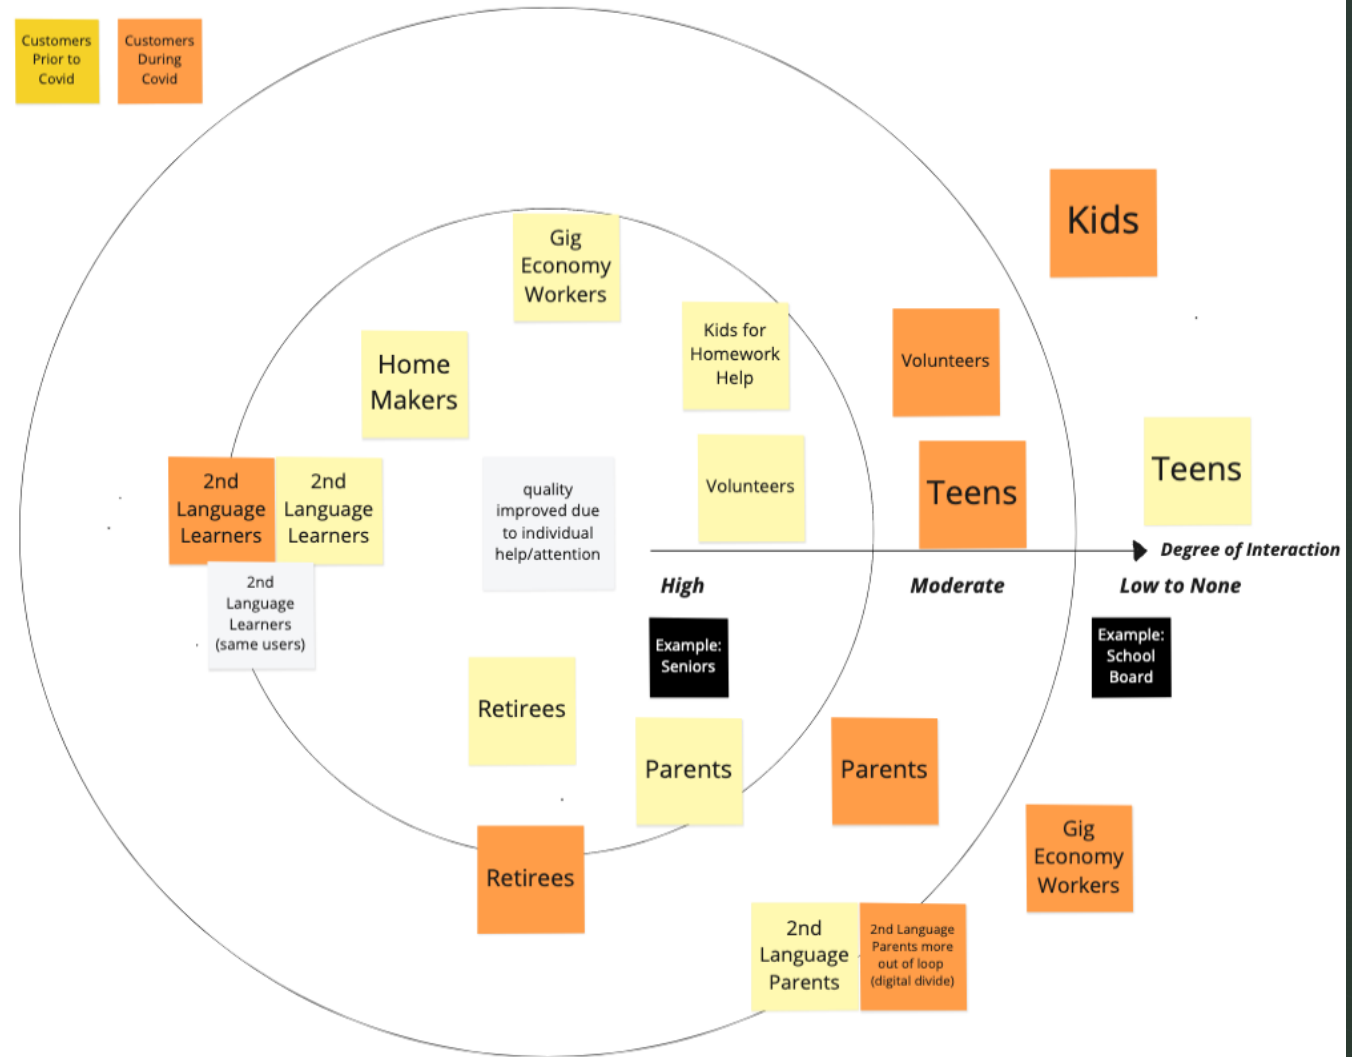 Customers
Prior to
Covid
Customers
During
Covid
Kids
Gig
Economy
Workers
Kids for
Homework
Help
Volunteers
Home
Makers
Teens
Teens
2nd
Language
Learners
2nd
Language
Learners
quality
improved due
to individual
help/attention
Volunteers
Degree of Interaction
High
Moderate
Low to None
2nd
Language
Learners
(same users)
Example:
Seniors
Example:
School
Board
Retirees
Parents
Parents
Retirees
Gig
Economy
Workers
2nd
Language
Parents
2nd Language
Parents more
out of loop
(digital divide)